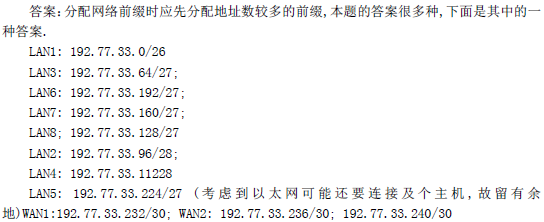 答案:分配网络前缀时应先分配地址数较多的前缀,本题的答案很多种,下面是其中的一
种答案.
LAN1: 192.77.33.0/26
LAN3: 192.77.33.64/27;
LAN6: 192.77.33.192/27;
LAN7: 192.77.33.160/27;
LAN8; 192.77.33.128/27
LAN2: 192.77.33.96/28;
LAN4: 192.77.33.11228
LAN5: 192.77.33.224/27 (考虑到以太网可能还要连接及个主机,故留有余
地)WAN1:192.77.33.232/30; WAN2: 192.77.33.236/30; 192.77.33.240/30